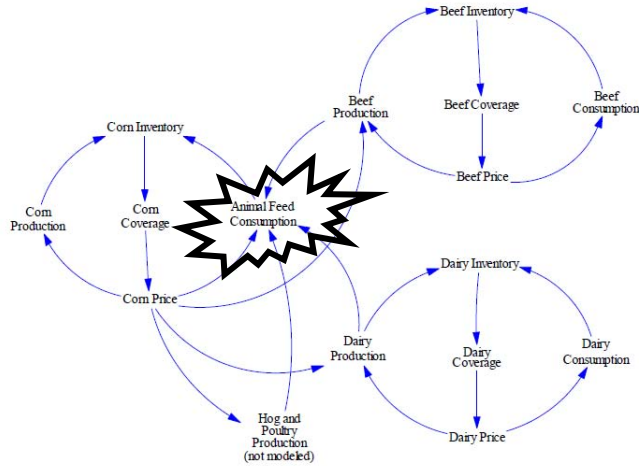 Beef Inventory
Beef
Production
Beef Coverage
Beef
Consumption
Corn Inventory
Beef Price
Corn
Production
Corn
Coverage
Animal Feed
Consumption
Corn Price
Dairy Inventory
Dairy
Production
Dairy
Coverage
Dairy
Consumption
Hog and
Poultry
Production
(not modeled)
Dairy Price